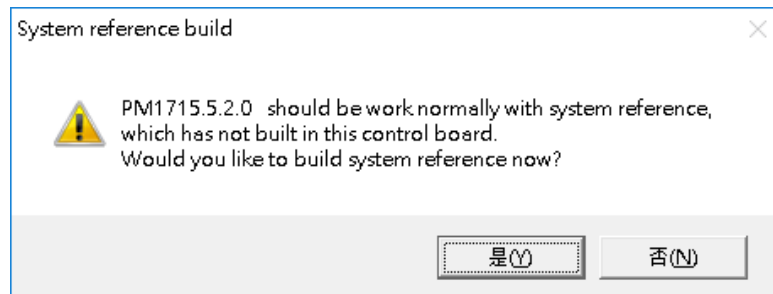 System reference build
PM1715.5.2.0 should be work normally with system reference,
which has not built in this control board.
Would you like to build system reference now?
是(Y)
否(N)